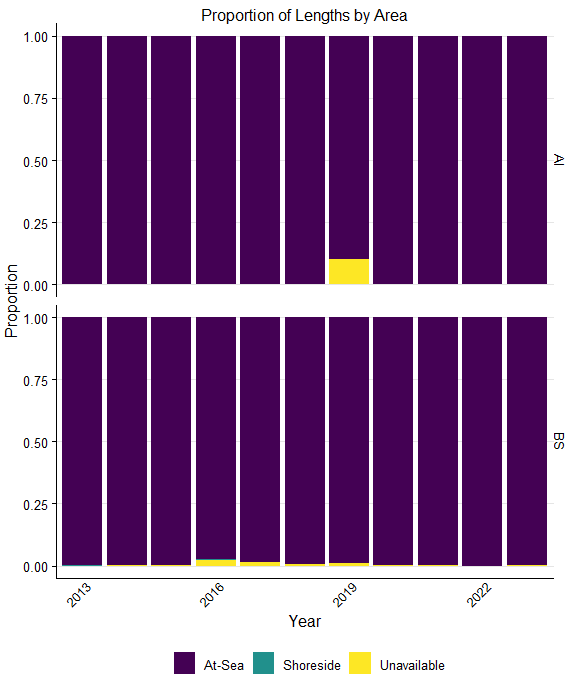 Proportion of Lengths by Area
1.00
0.75
0.50
0.25
0.00
AI
Proportion
1.00
0.75
0.50
0.25
0.00
BS
2013
2016
2019
2022
Year
At-Sea
Shoreside
Unavailable